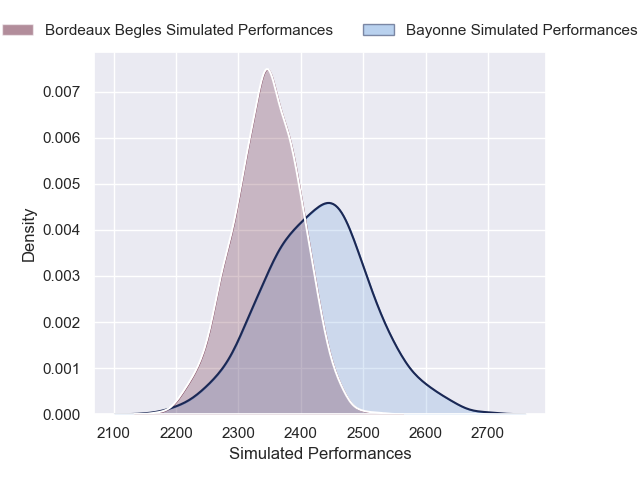 Bordeaux Begles Simulated Performances Bayonne Simulated Performances
0.007
0.006
0.005
0.004
0.003
0.002
0.001
0.000
Density
2100 2200 2300 2400 2500 2600 2700
Simulated Performances